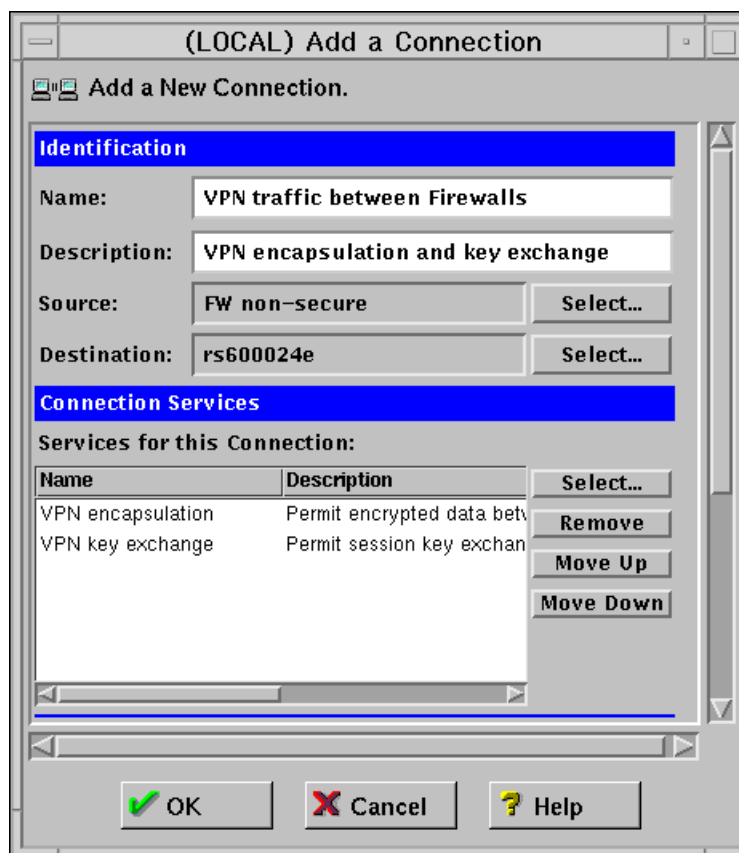 (LOCAL) Add a Connection
Add a New Connection.
Identification
Name: VPN traffic between Firewalls
Description: VPN encapsulation and key exchange
Source: FW non-secure Select...
Destination: rs600024e Select...
Connection Services
Services for this Connection:
Name Description Select...
VPN encapsulation Permit encrypted data betw
Remove
VPN key exchange Permit session key exchan
Move Up
Move Down
OK Cancel Help